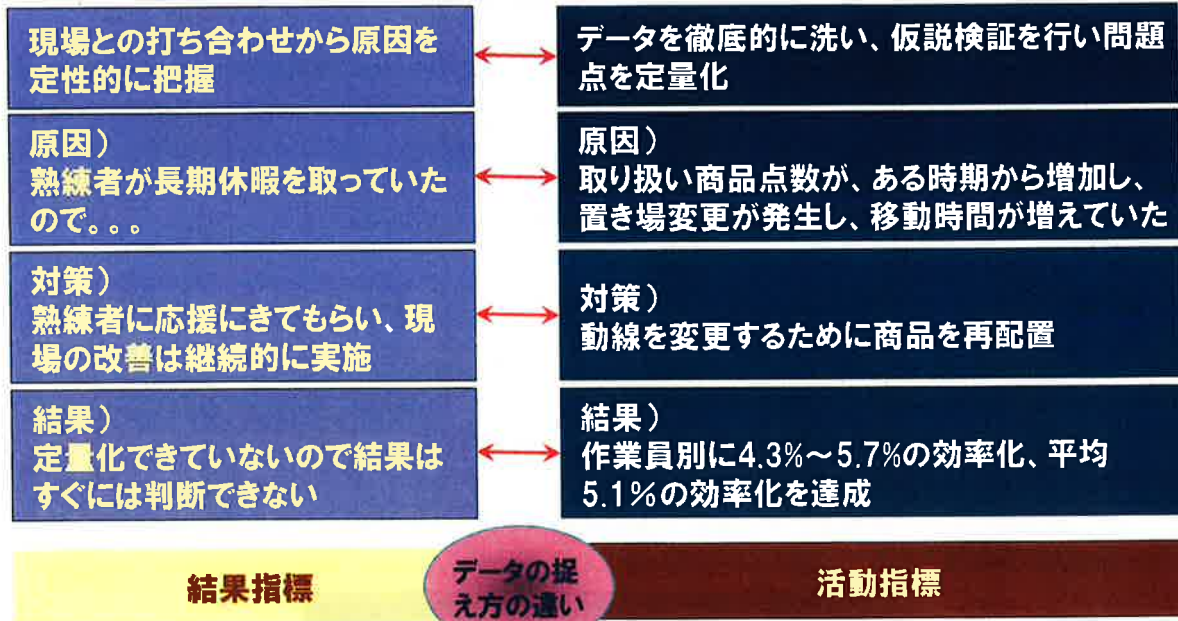 現場との打ち合わせから原因を
定性的に把握
データを徹底的に洗い、仮説検証を行い問題
点を定量化
原因）
熟練者が長期休暇を取っていた
ので。。。
原因）
取り扱い商品点数が、ある時期から増加し、
置き場変更が発生し、移動時間が増えていた
対策）
熟練者に応援にきてもらい、現
場の改善は継続的に実施
対策）
動線を変更するために商品を再配置
結果）
定量化できていないので結果は
すぐには判断できない
結果）
作業員別に4.3%～5.7%の効率化、平均
5.1%の効率化を達成
結果指標
データの捉
え方の違い
活動指標